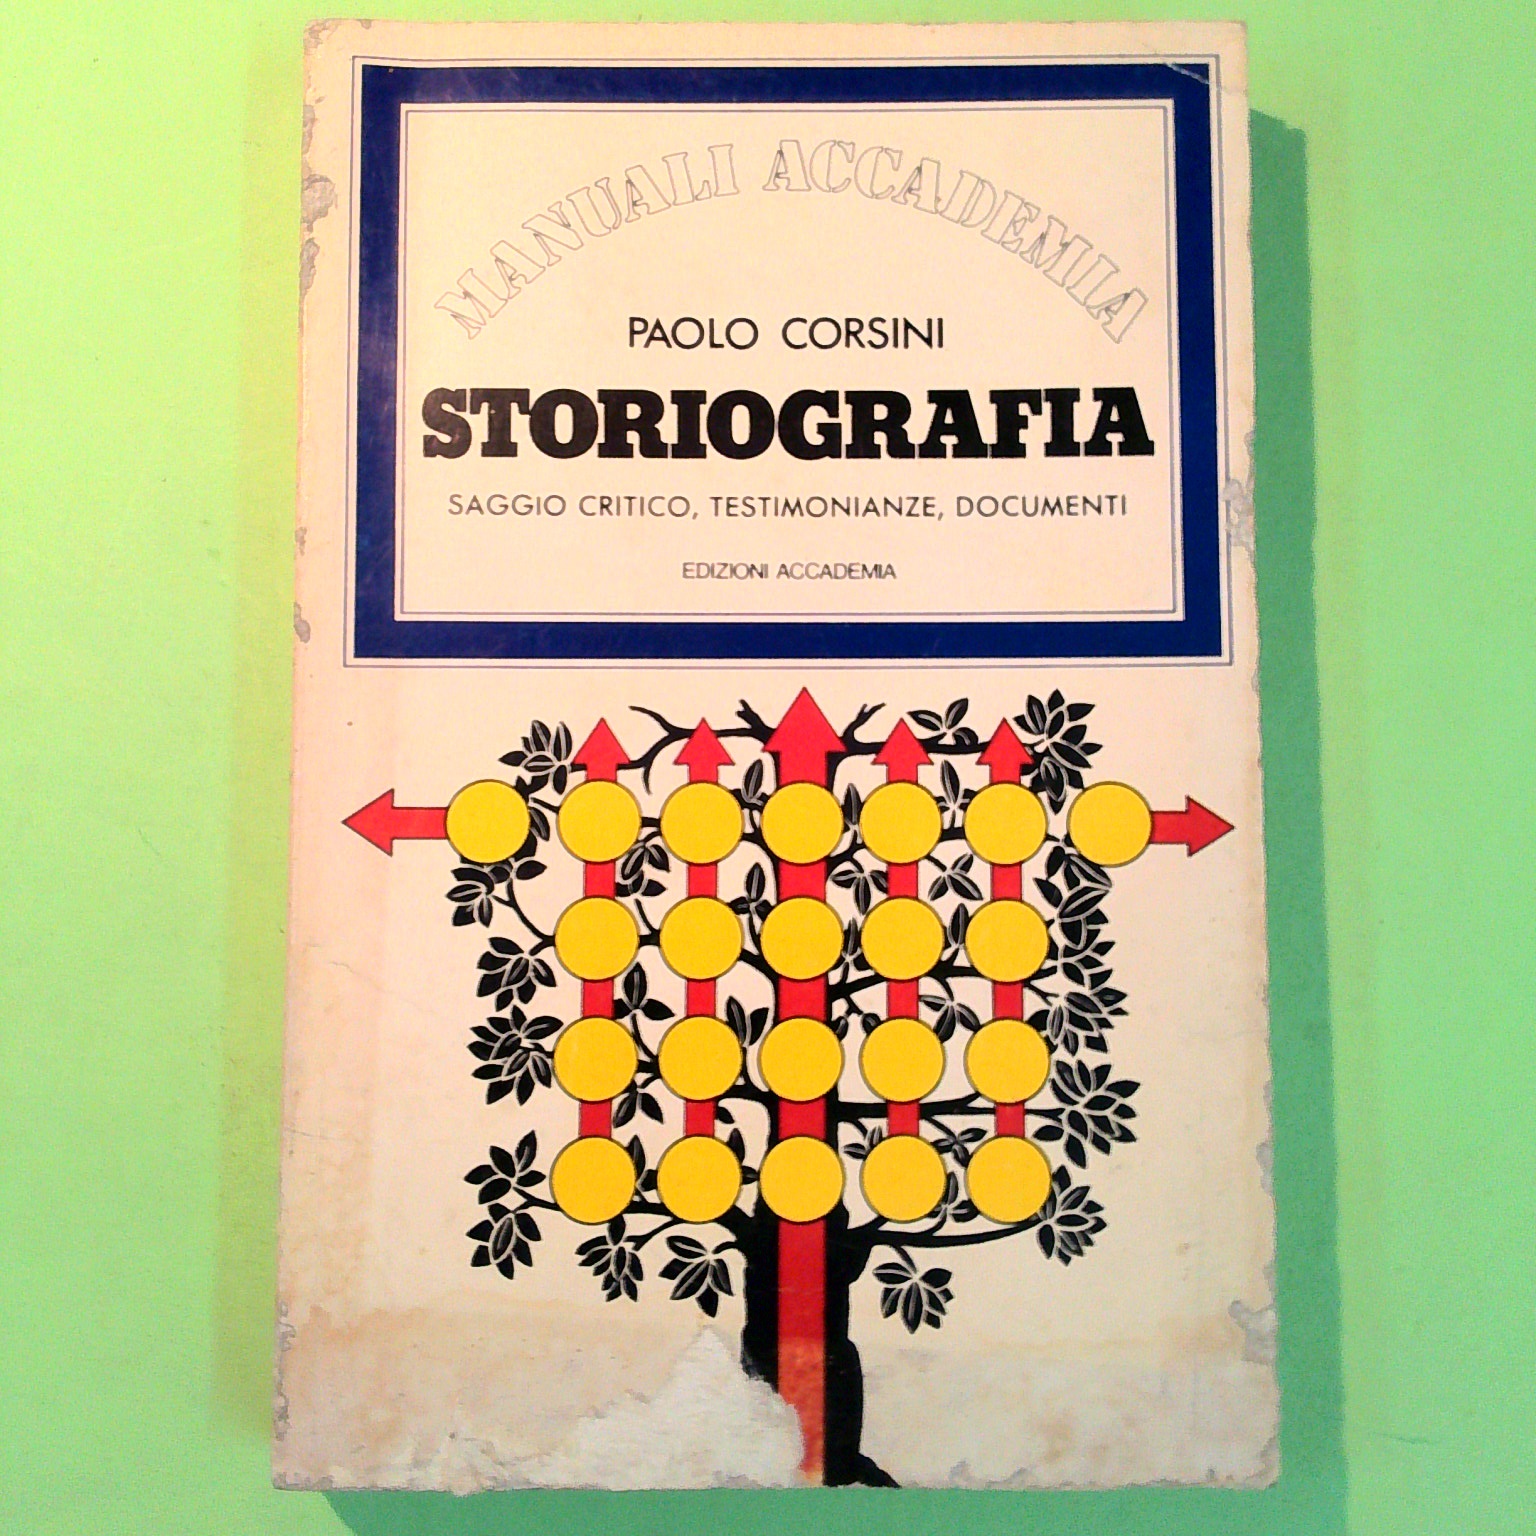 MANUALI ACCADEMIA
PAOLO CORSINI
STORIOGRAFIA
SAGGIO CRITICO, TESTIMONIANZE, DOCUMENTI
EDIZIONI ACCADEMIA